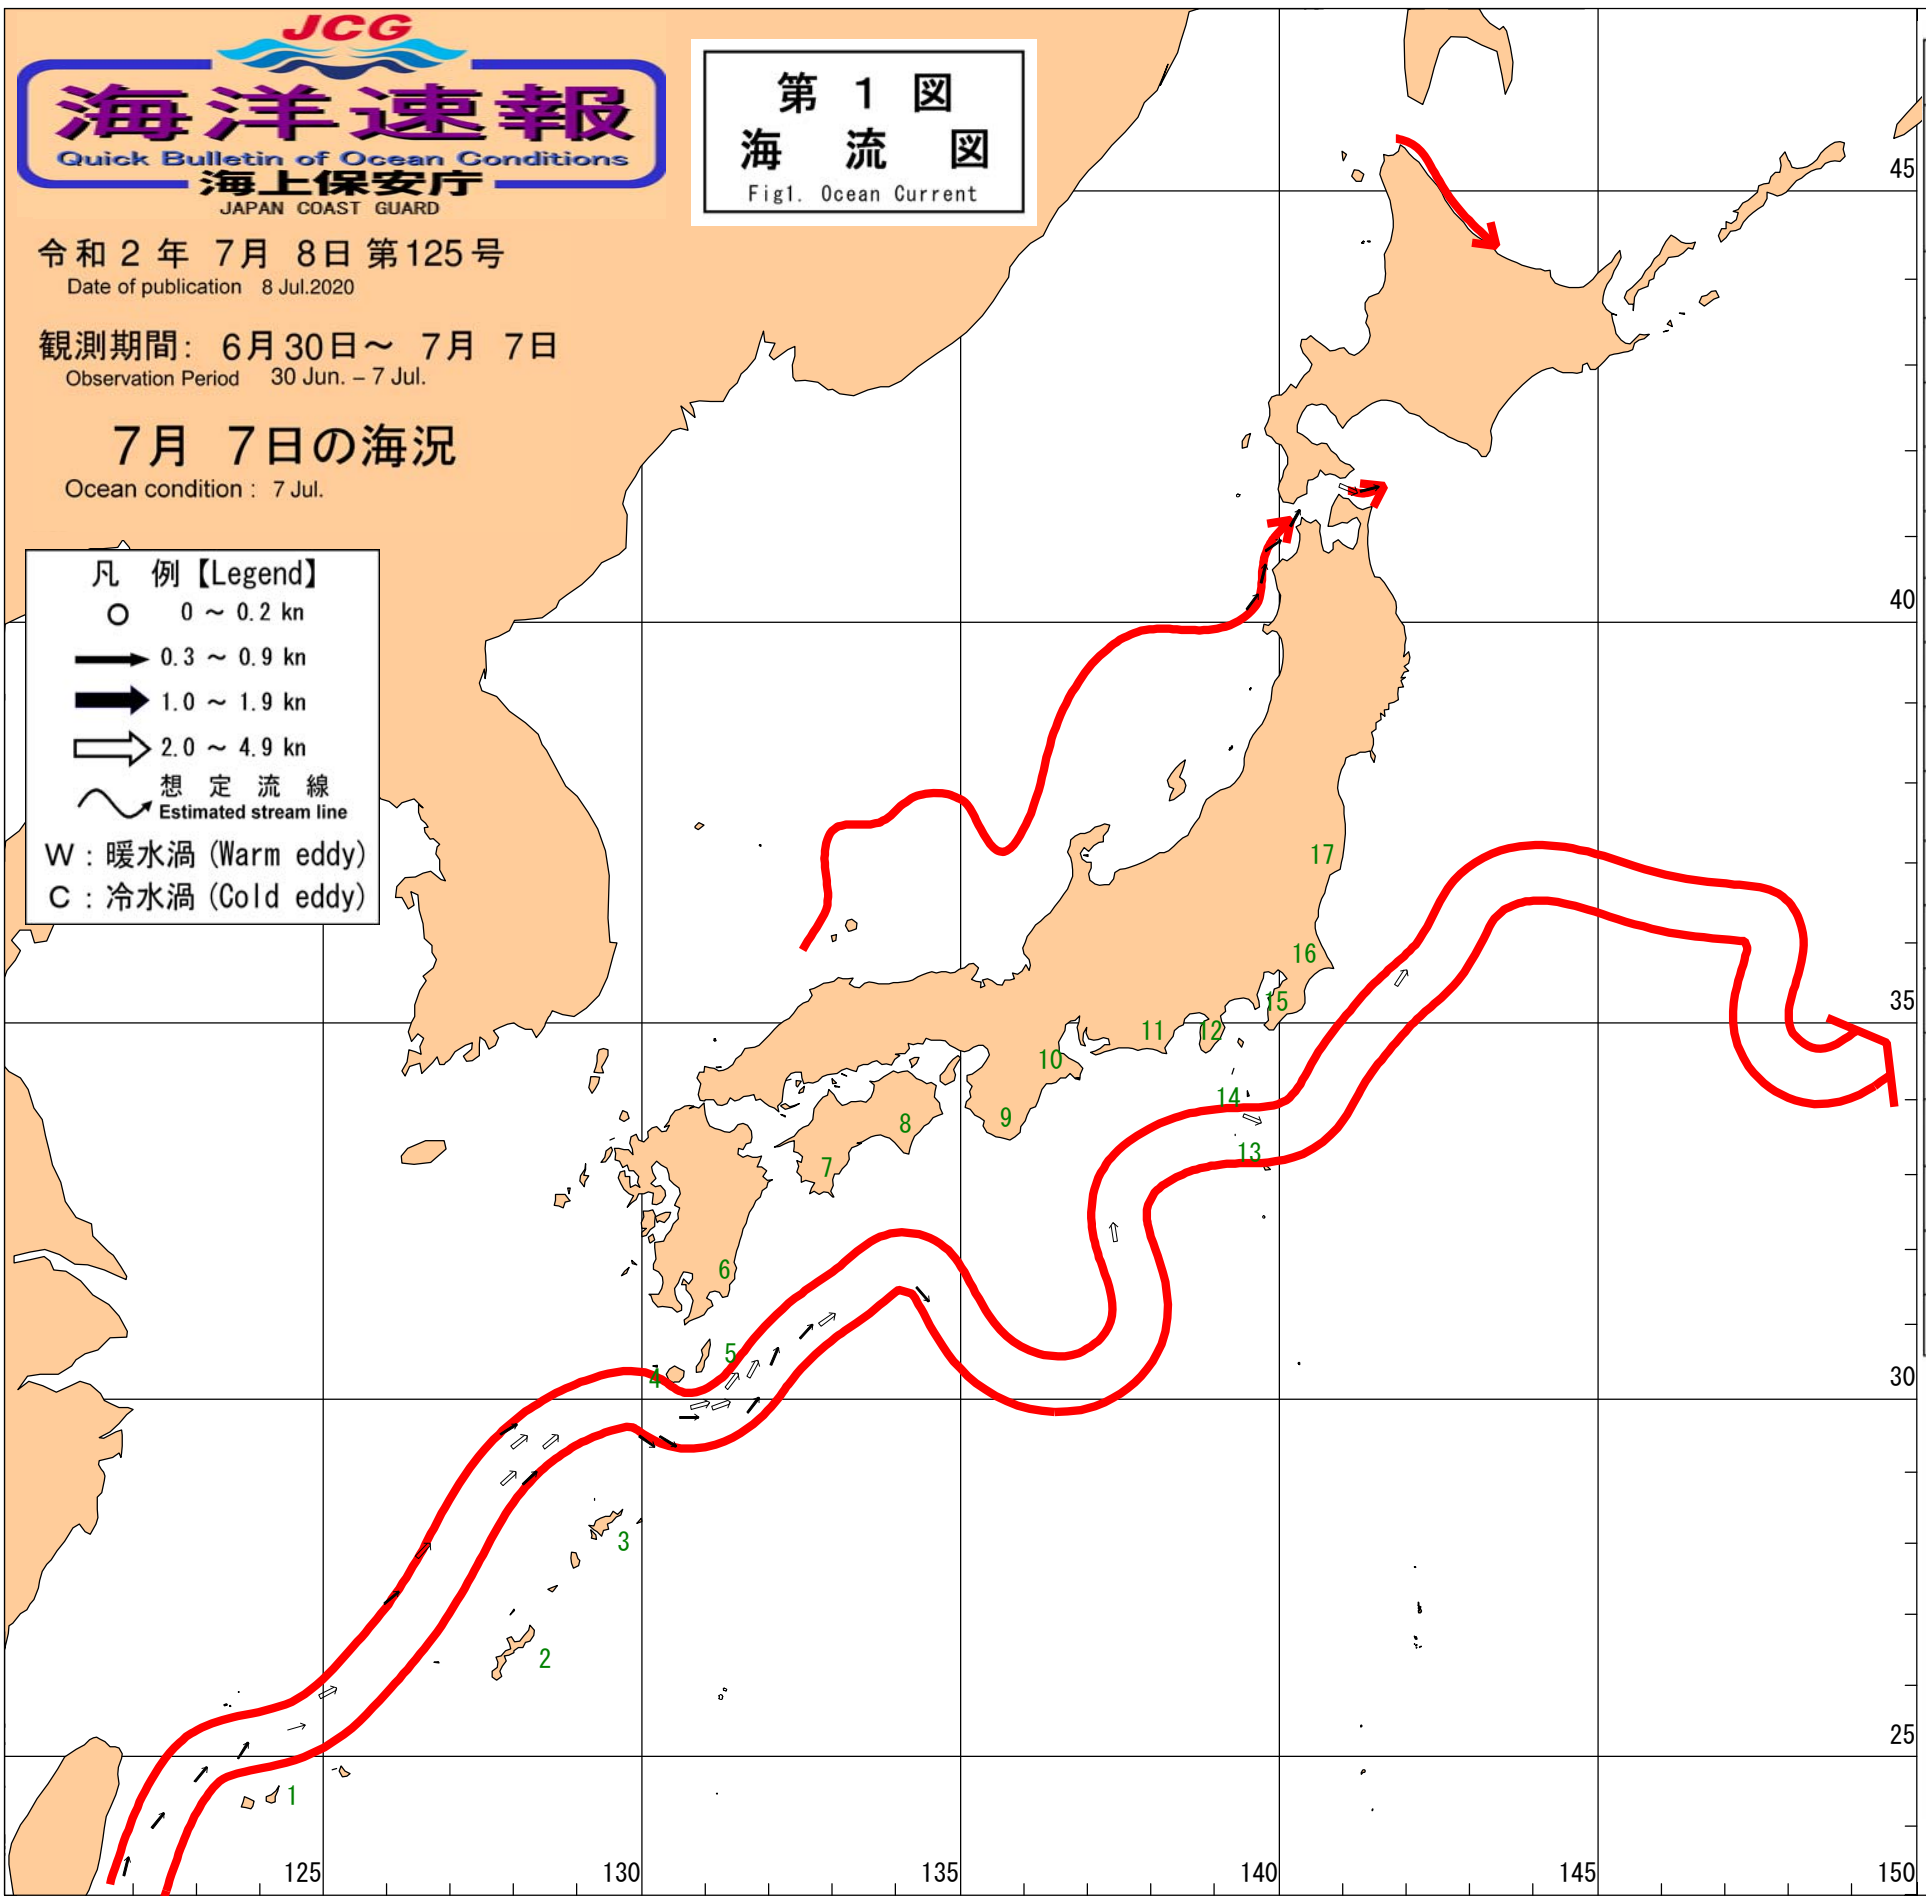 JCG
海洋速報
Quick Bulletin of Ocean Conditions
海上保安庁
JAPAN COAST GUARD
第 1 図
海 流 図
Fig1. Ocean Current
令和 2 年 7月 8日 第125号
Date of publication 8 Jul.2020
観測期間: 6月30日～ 7月 7日
Observation Period 30 Jun. – 7 Jul.
7月 7日の海況
Ocean condition : 7 Jul.
凡 例【Legend】
0 ～ 0.2 kn
0.3 ～ 0.9 kn
1.0 ～ 1.9 kn
2.0 ～ 4.9 kn
想 定 流 線
Estimated stream line
W : 暖水渦 (Warm eddy)
C : 冷水渦 (Cold eddy)
45
40
17
16
35
15
12
11
10
14
9
8
13
7
6
5
4
30
3
2
25
1
125
130
135
140
145
150